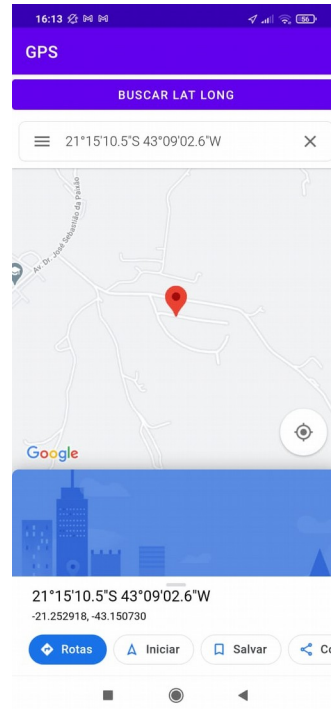 16:13
56
GPS
BUSCAR LAT LONG
21°15'10.5"S 43°09'02.6"W
Av. Dr. José Sebastião da Paixão
Google
21°15'10.5"S 43°09'02.6"W
-21.252918, -43.150730
Rotas
Iniciar
Salvar
Co